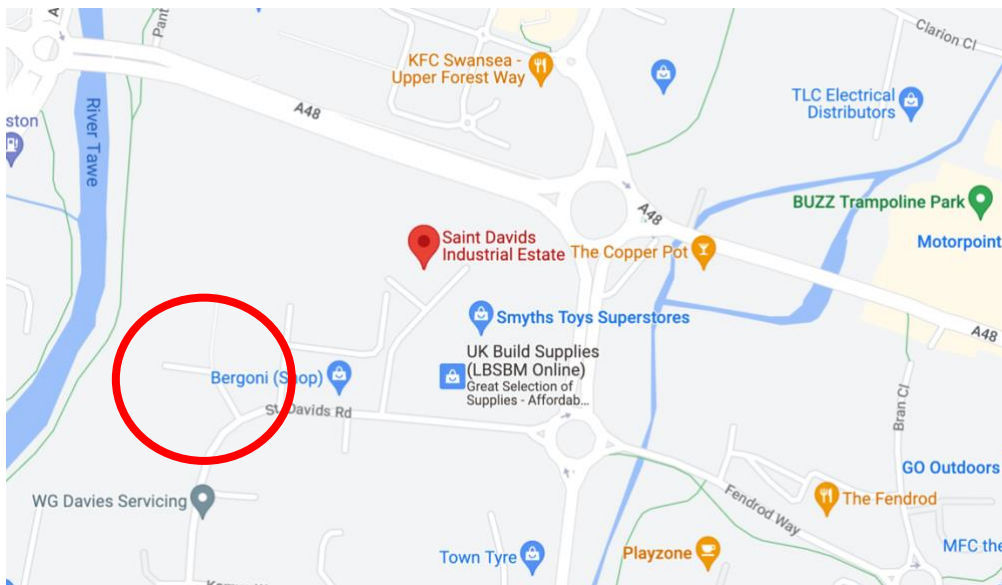 A
Pant
Clarion Cl
KFC Swansea -
Upper Forest Way
TLC Electrical
Distributors
A48
River Tawe
ston
BUZZ Trampoline Park
A48
Motorpoint
Saint Davids
Industrial Estate
The Copper Pot
Smyths Toys Superstores
A48
UK Build Supplies
(LBSBM Online)
Great Selection of
Supplies - Affordab...
Bergoni (Shop)
St Davids Rd
Bran Cl
GO Outdoors
WG Davies Servicing
The Fendrod
Fendrod Way
Town Tyre
Playzone
MFC the